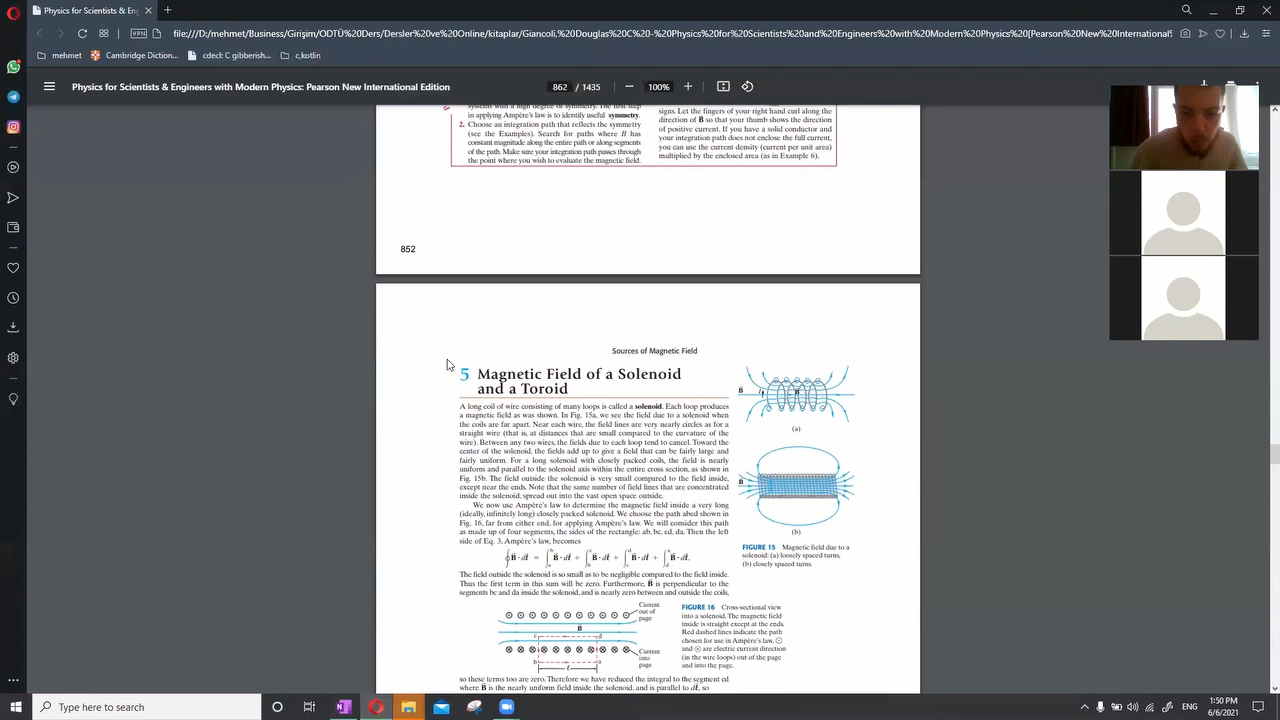 Physics for Scientists & En
VPN
file:///D:/mehmet/Business/Girişim/ODTÜ%20Der/Dersler%20ve%20Online/kitaplar/Giancoli,%20Douglas%20C.%20-%20Physics%20for%20Scientists%20and%20Engineers%20with%20Modern%20Physics%20[Pearson%20New%20International%
mehmet
Cambridge Diction...
decl: C gibberish...
c,kotlin
Physics for Scientists & Engineers with Modern Physics: Pearson New International Edition
862 / 1435
100%
systems with a high degree of symmetry. The first step
in applying Ampère's law is to identify useful symmetry.
2. Choose an integration path that reflects the symmetry
(see the Examples). Search for paths where B has
constant magnitude along the entire path or along segments
of the path. Make sure your integration path passes through
the point where you wish to evaluate the magnetic field.
signs. Let the fingers of your right hand curl along the
direction of B⃗ so that your thumb shows the direction
of positive current. If you have a solid conductor and
your integration path does not enclose the full current,
you can use the current density (current per unit area)
multiplied by the enclosed area (as in Example 6).
852
Sources of Magnetic Field
5 Magnetic Field of a Solenoid
and a Toroid
A long coil of wire consisting of many loops is called a solenoid. Each loop produces
a magnetic field as was shown. In Fig. 15a, we see the field due to a solenoid when
the coils are far apart. Near each wire, the field lines are very nearly circles as for a
straight wire (that is, at distances that are small compared to the curvature of the
wire). Between any two wires, the fields due to each loop tend to cancel. Toward the
center of the solenoid, the fields add up to give a field that can be fairly large and
fairly uniform. For a long solenoid with closely packed coils, the field is nearly
uniform and parallel to the solenoid axis within the entire cross section, as shown in
Fig. 15b. The field outside the solenoid is very small compared to the field inside,
except near the ends. Note that the same number of field lines that are concentrated
inside the solenoid, spread out into the vast open space outside.
We now use Ampère's law to determine the magnetic field inside a very long
(ideally, infinitely long) closely packed solenoid. We choose the path abcd shown in
Fig. 16, far from either end, for applying Ampère's law. We will consider this path
as made up of four segments, the sides of the rectangle: ab, bc, cd, da. Then the left
side of Eq. 3, Ampère's law, becomes
∮B⃗ · dℓ⃗ = ∫ₐᵇ B⃗ · dℓ⃗ + ∫_b^c B⃗ · dℓ⃗ + ∫_c^d B⃗ · dℓ⃗ + ∫_d^a B⃗ · dℓ⃗.
The field outside the solenoid is so small as to be negligible compared to the field inside.
Thus the first term in this sum will be zero. Furthermore, B⃗ is perpendicular to the
segments bc and da inside the solenoid, and is nearly zero between and outside the coils,
B⃗
B⃗
(a)
B⃗
(b)
FIGURE 15 Magnetic field due to a
solenoid: (a) loosely spaced turns,
(b) closely spaced turns.
Current
out of
page
B⃗
c
d
Current
into
page
b
a
ℓ
FIGURE 16 Cross-sectional view
into a solenoid. The magnetic field
inside is straight except at the ends.
Red dashed lines indicate the path
chosen for use in Ampère's law. ⊙
and ⊗ are electric current direction
(in the wire loops) out of the page
and into the page.
so these terms too are zero. Therefore we have reduced the integral to the segment cd
where B⃗ is the nearly uniform field inside the solenoid, and is parallel to dℓ⃗, so
Type here to search
ENG
1:50 PM
6/6/2021